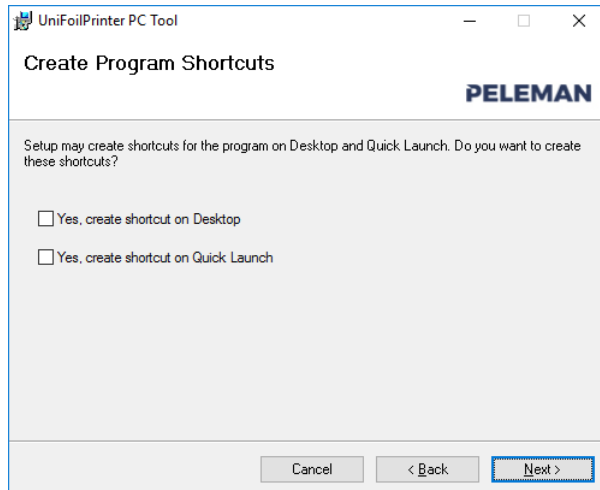 UniFoilPrinter PC Tool
Create Program Shortcuts
PELEMAN
Setup may create shortcuts for the program on Desktop and Quick Launch. Do you want to create
these shortcuts?
Yes, create shortcut on Desktop
Yes, create shortcut on Quick Launch
Cancel
< Back
Next >